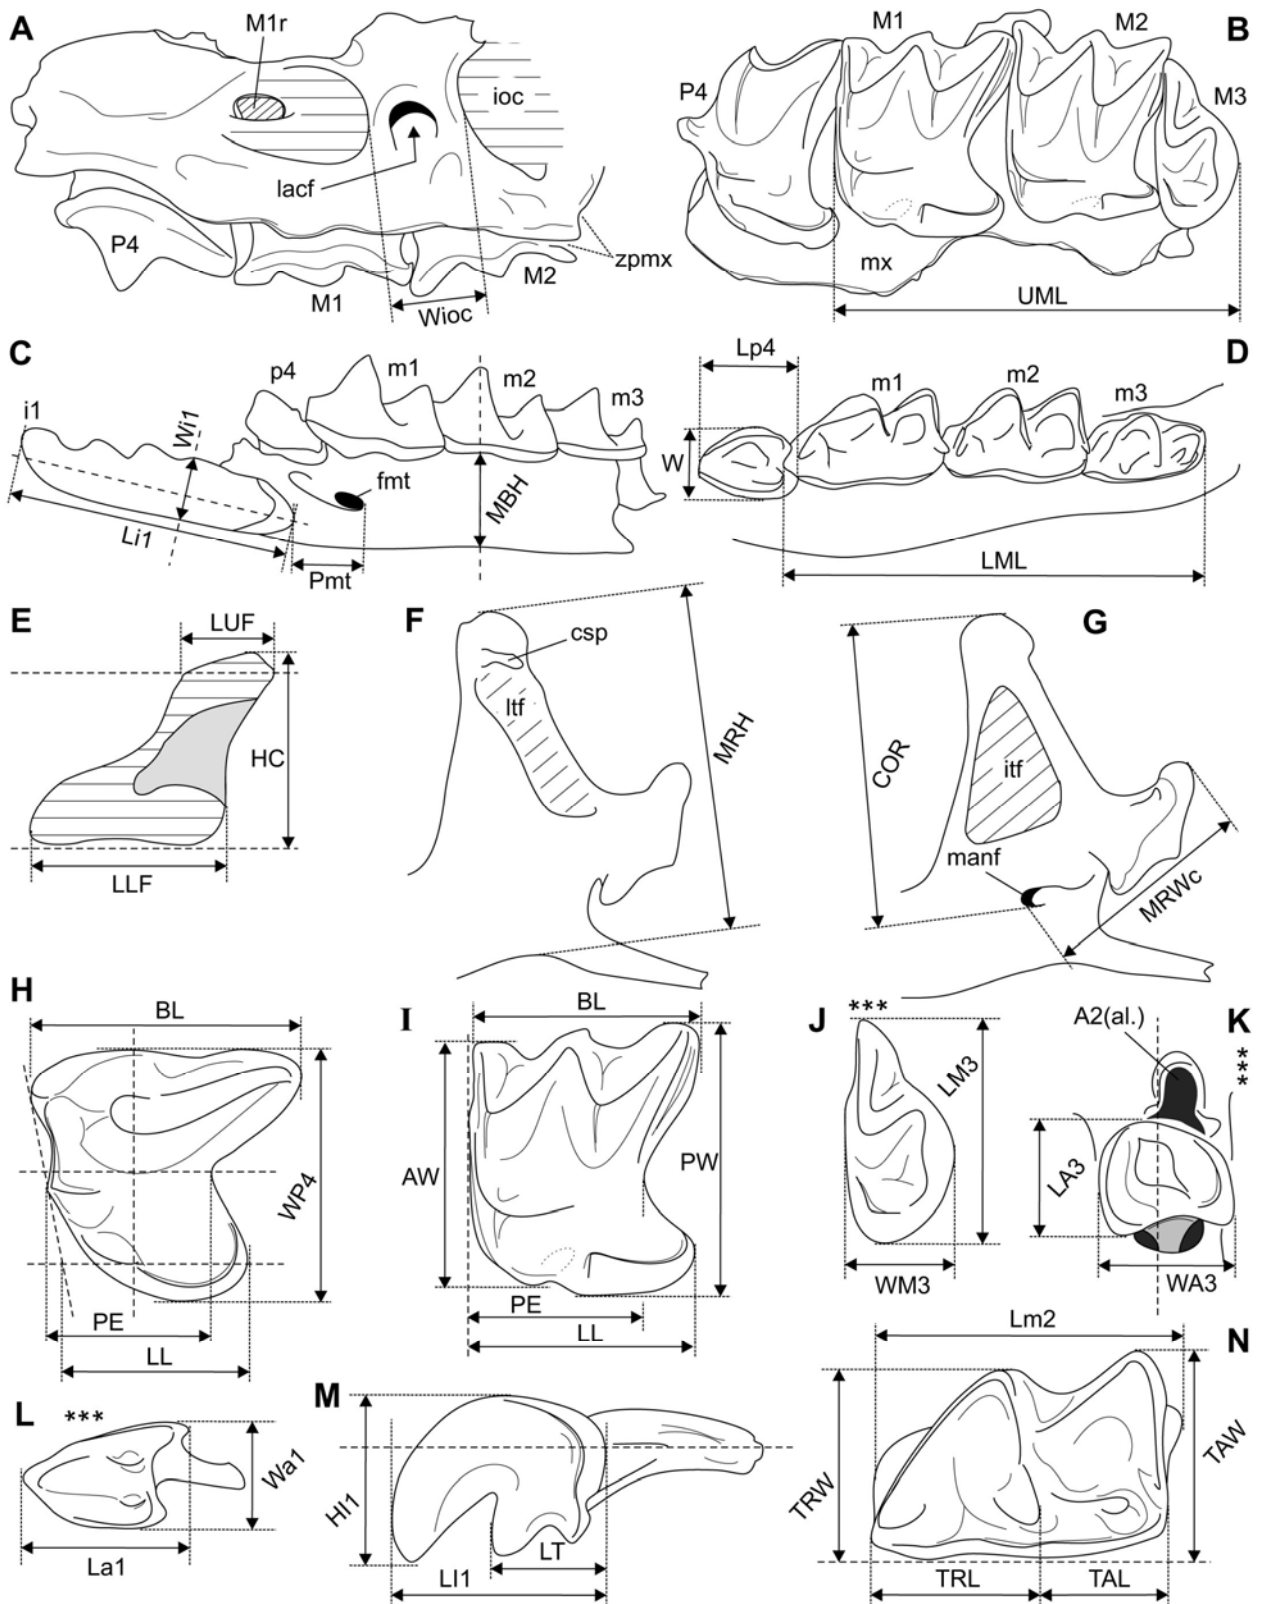 A
M1r
ioc
lacf
P4
M1
M2
zpmx
Wioc
B
M1
M2
P4
M3
mx
UML
C
p4
m1
m2
m3
i1
Wi1
fmt
MBH
Li1
Pmt
D
Lp4
m1
m2
m3
W
LML
E
LUF
HC
LLF
F
csp
ltf
MRH
G
COR
itf
manf
MRWc
H
BL
WP4
PE
LL
I
BL
AW
PW
PE
LL
J
***
LM3
WM3
K
A2(al.)
***
LA3
WA3
L
***
Wa1
La1
M
HI1
LT
LI1
N
Lm2
TRW
TAW
TRL
TAL